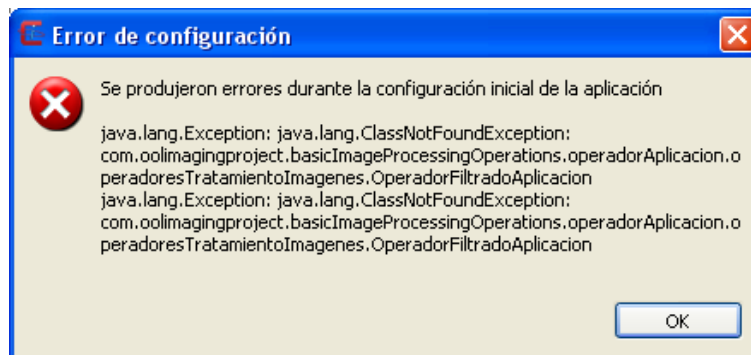 Error de configuración
Se produjeron errores durante la configuración inicial de la aplicación
java.lang.Exception: java.lang.ClassNotFoundException:
com.oolimagingproject.basicImageProcessingOperations.operadorAplicacion.o
peradoresTratamientoImagenes.OperadorFiltradoAplicacion
java.lang.Exception: java.lang.ClassNotFoundException:
com.oolimagingproject.basicImageProcessingOperations.operadorAplicacion.o
peradoresTratamientoImagenes.OperadorFiltradoAplicacion
OK